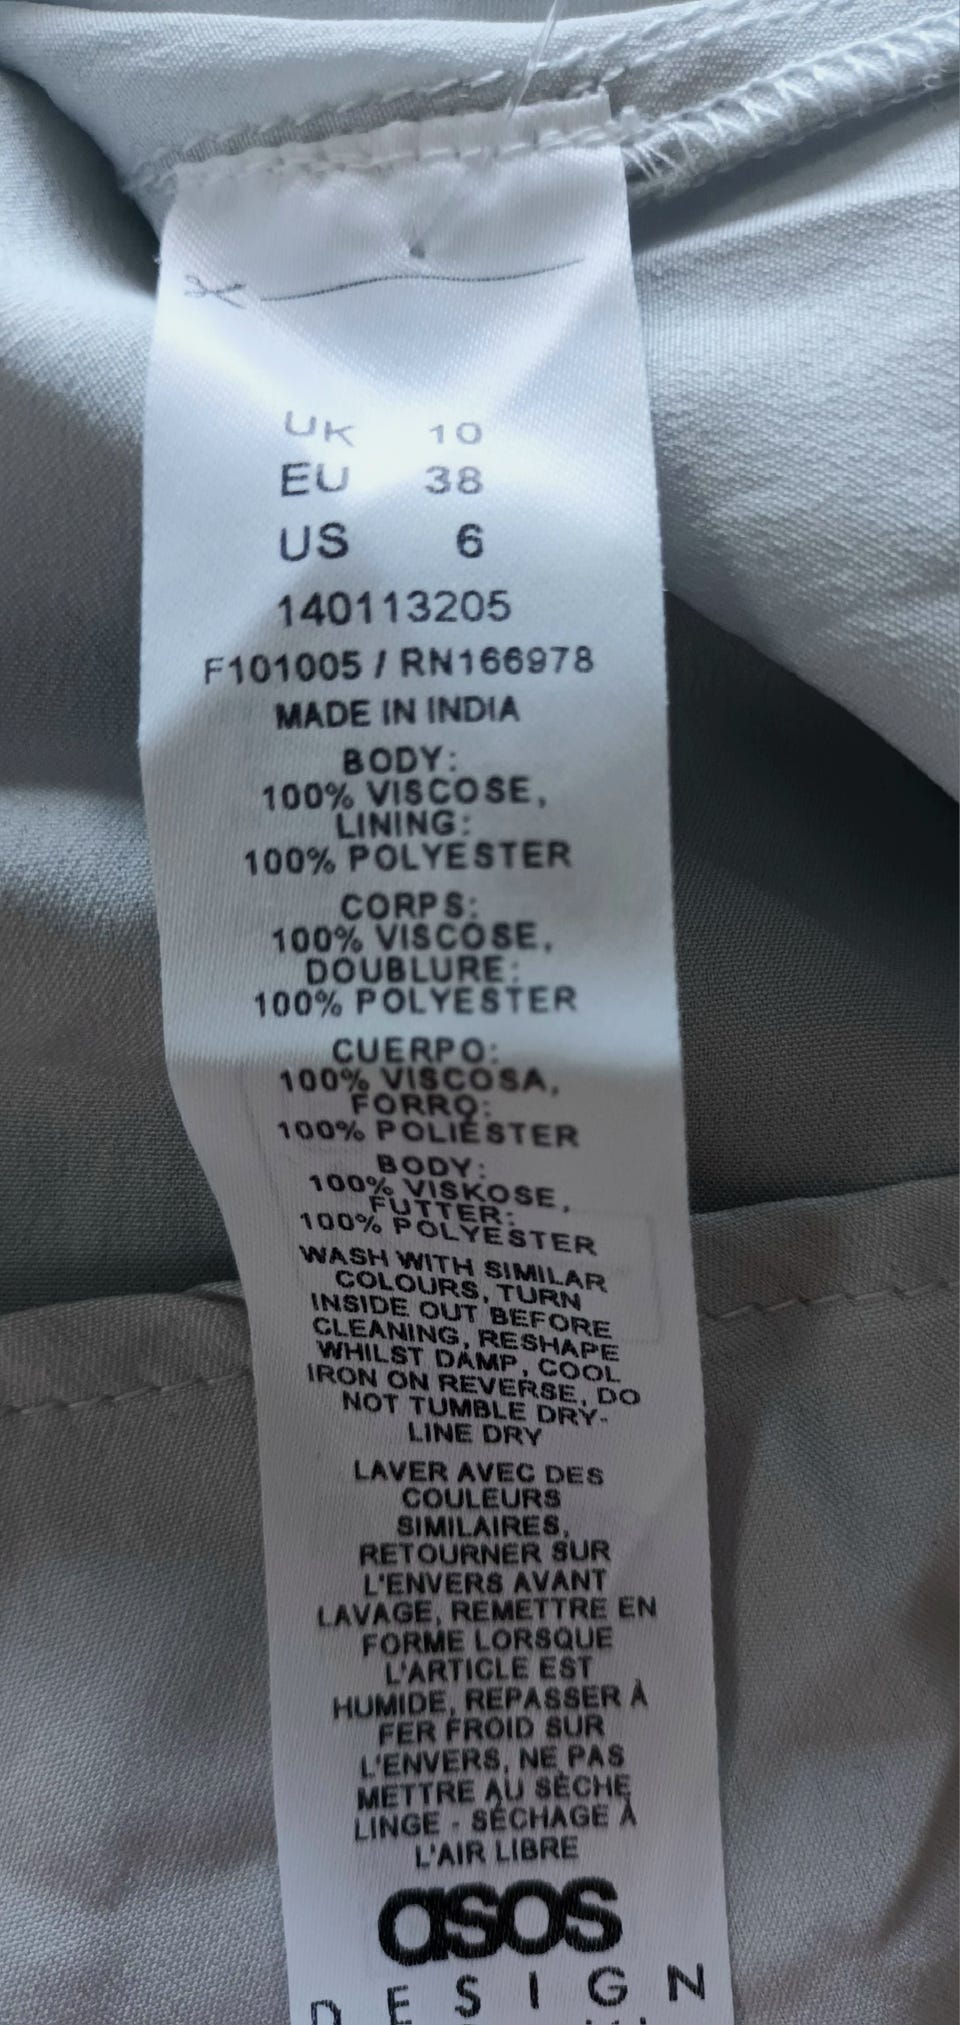 UK 10
EU 38
US 6
140113205
F101005 / RN166978
MADE IN INDIA
BODY:
100% VISCOSE,
LINING:
100% POLYESTER
CORPS:
100% VISCOSE,
DOUBLURE:
100% POLYESTER
CUERPO:
100% VISCOSA,
FORRO:
100% POLIÉSTER
BODY:
100% VISKOSE,
FUTTER:
100% POLYESTER
WASH WITH SIMILAR
COLOURS, TURN
INSIDE OUT BEFORE
CLEANING, RESHAPE
WHILST DAMP, COOL
IRON ON REVERSE, DO
NOT TUMBLE DRY-
LINE DRY
LAVER AVEC DES
COULEURS
SIMILAIRES,
RETOURNER SUR
L'ENVERS AVANT
LAVAGE, REMETTRE EN
FORME LORSQUE
L'ARTICLE EST
HUMIDE, REPASSER À
FER FROID SUR
L'ENVERS, NE PAS
METTRE AU SÈCHE
LINGE - SÉCHAGE À
L'AIR LIBRE
asos
DESIGN